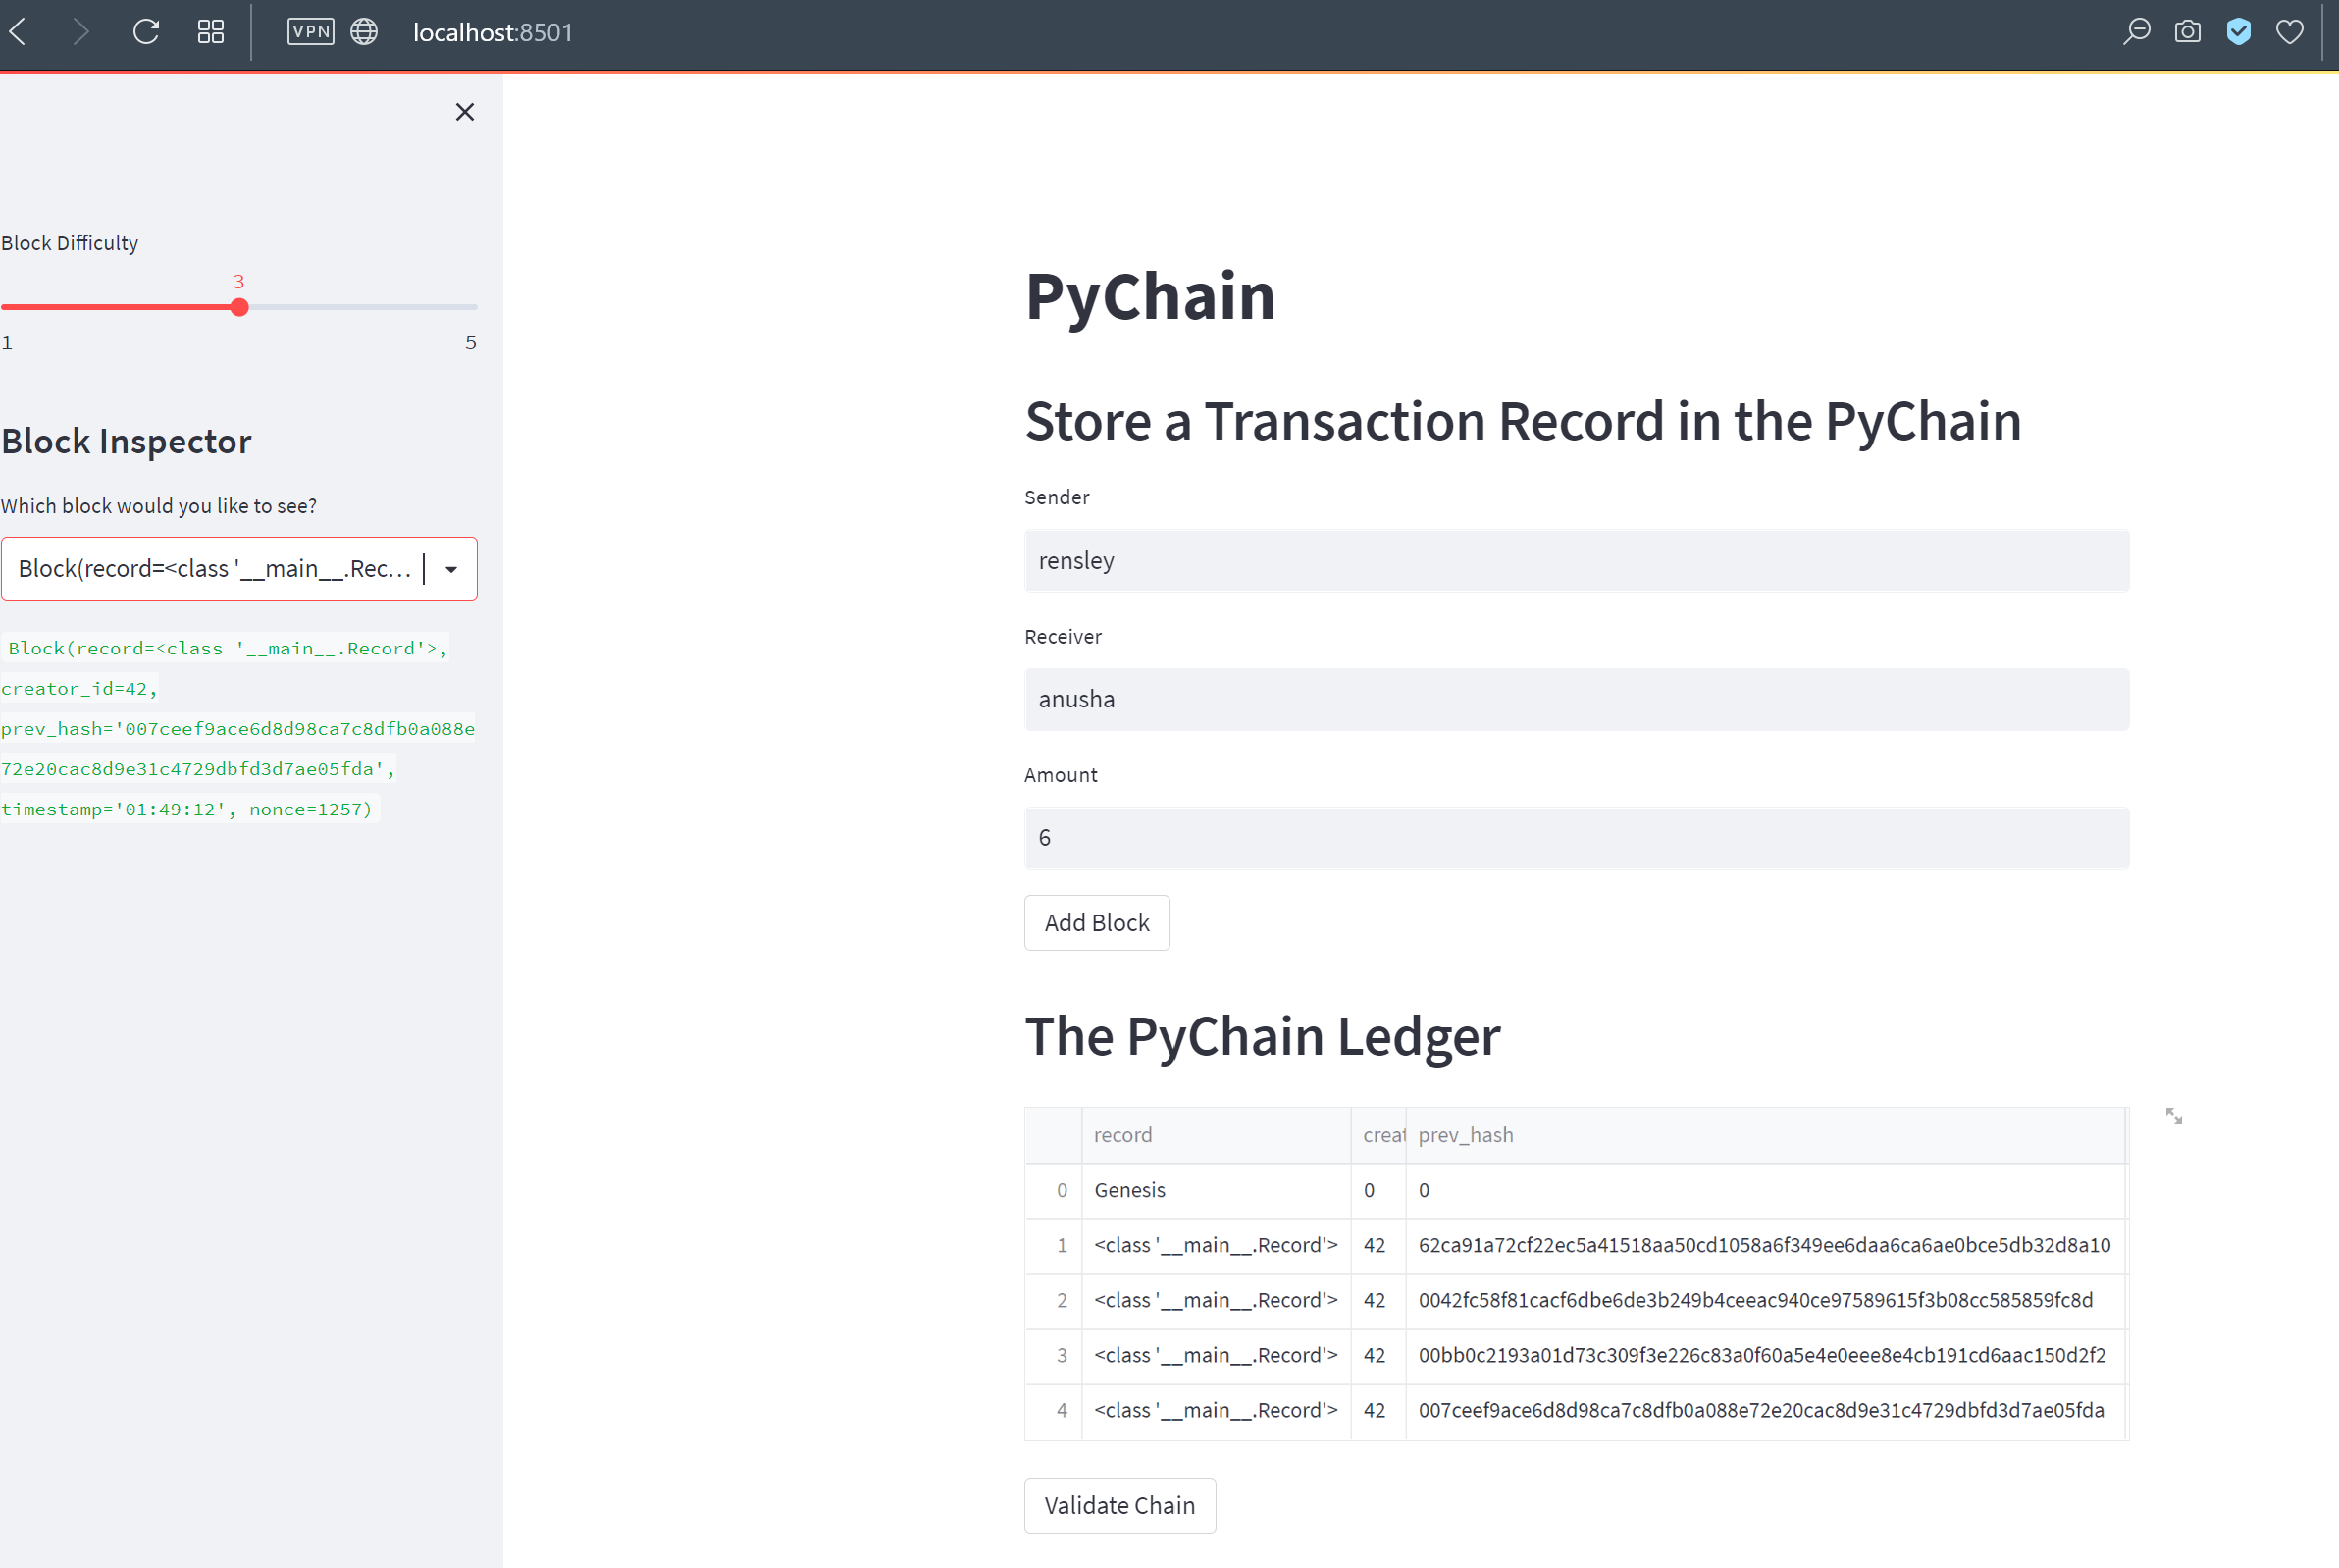 VPN localhost:8501
Block Difficulty
3
1 5
Block Inspector
Which block would you like to see?
Block(record=<class '__main__.Rec...
Block(record=<class '__main__.Record'>,
creator_id=42,
prev_hash='007ceef9ace6d8d98ca7c8dfb0a088e
72e20cac8d9e31c4729dbfd3d7ae05fda',
timestamp='01:49:12', nonce=1257)
PyChain
Store a Transaction Record in the PyChain
Sender
rensley
Receiver
anusha
Amount
6
Add Block
The PyChain Ledger
record creat prev_hash
0 Genesis 0 0
1 <class '__main__.Record'> 42 62ca91a72cf22ec5a41518aa50cd1058a6f349ee6daa6ca6ae0bce5db32d8a10
2 <class '__main__.Record'> 42 0042fc58f81cacf6dbe6de3b249b4ceeac940ce97589615f3b08cc585859fc8d
3 <class '__main__.Record'> 42 00bb0c2193a01d73c309f3e226c83a0f60a5e4e0eee8e4cb191cd6aac150d2f2
4 <class '__main__.Record'> 42 007ceef9ace6d8d98ca7c8dfb0a088e72e20cac8d9e31c4729dbfd3d7ae05fda
Validate Chain